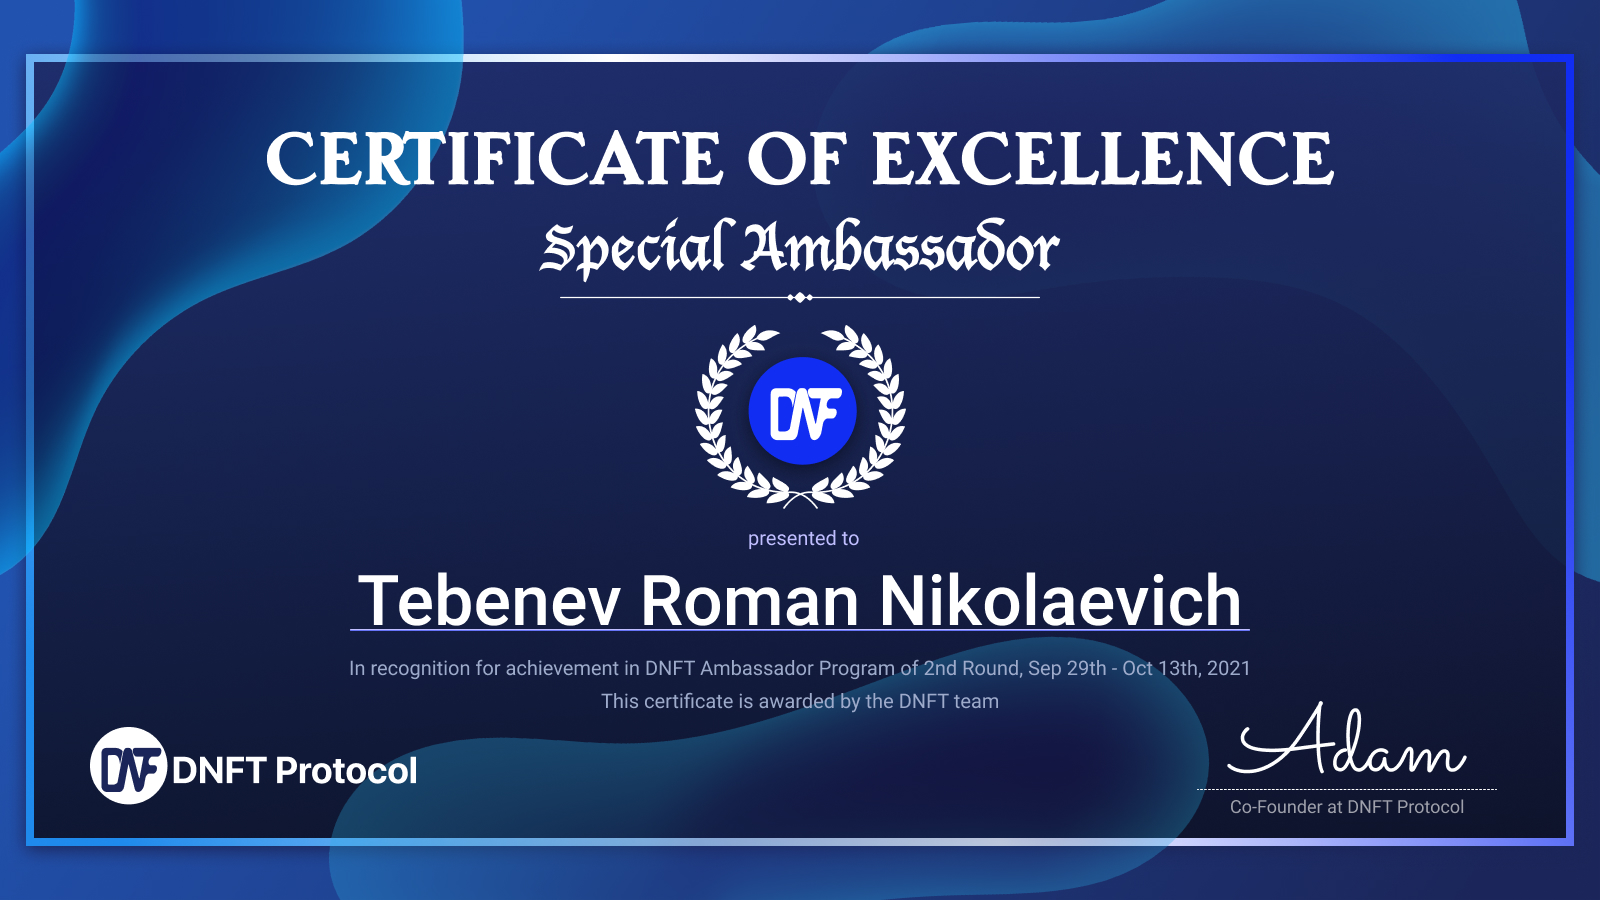 CERTIFICATE OF EXCELLENCE
Special Ambassador
DNF
presented to
Tebenev Roman Nikolaevich
In recognition for achievement in DNFT Ambassador Program of 2nd Round, Sep 29th - Oct 13th, 2021
This certificate is awarded by the DNFT team
DNF DNFT Protocol
Adam
Co-Founder at DNFT Protocol